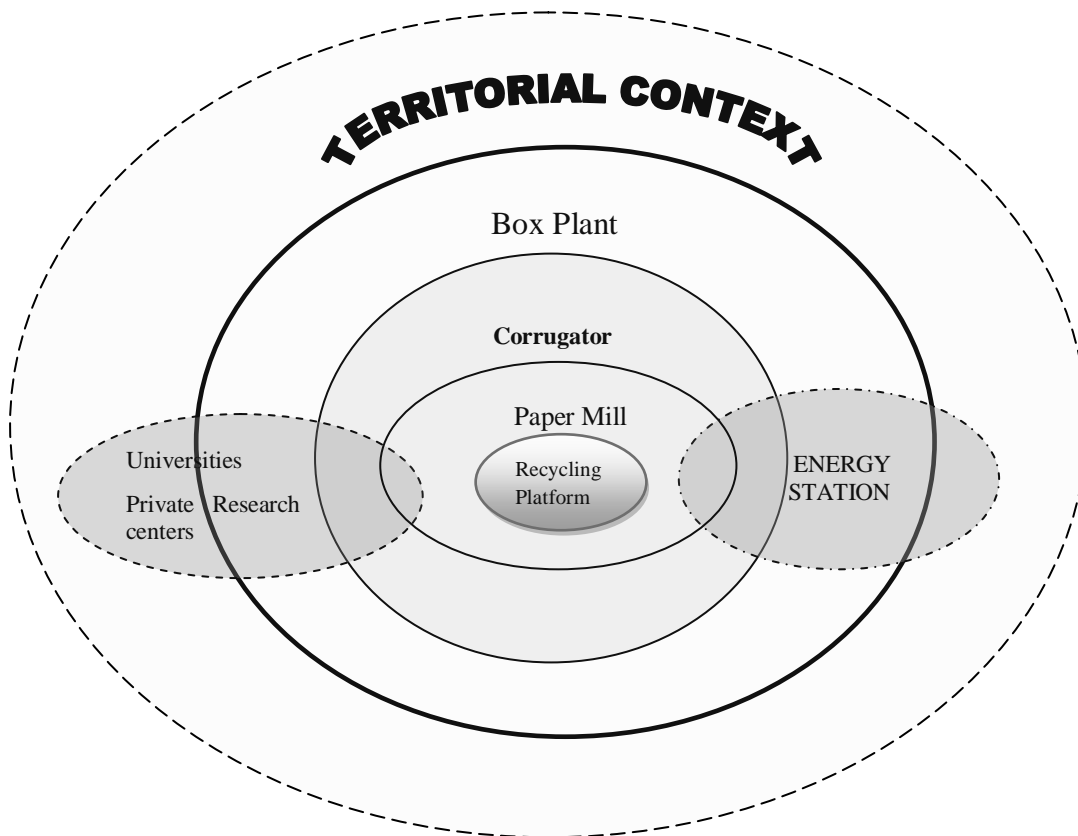 TERRITORIAL CONTEXT
Box Plant
Corrugator
Paper Mill
Recycling
Platform
Universities
Private Research
centers
ENERGY
STATION